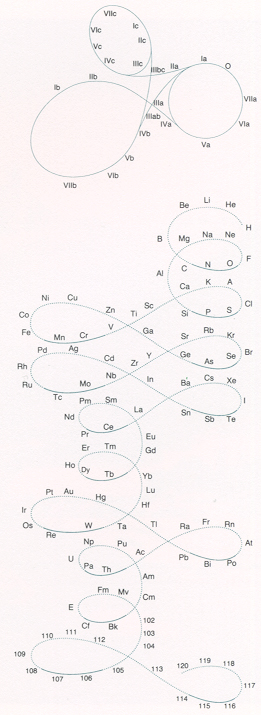 VIIc
VIc Ic
Vc IIc
IVc IIIc IIIbc IIa Ia O
Ib IIb
IIIa VIIa
IIIab
IVa VIa
IVb Va
Vb
VIIb VIb
Be Li He
H
B Mg Na Ne
F
Al C N O
Ca K A
Ni Cu Zn Ti Sc Cl
Co Si P S
Fe Mn Cr V Ga Sr Rb Kr
Pd Ag Cd Zr Y Ge As Se Br
Rh
Ru Tc Mo Nb In Ba Cs Xe
Pm Sm La I
Nd Sn Sb Te
Pr Ce
Er Tm Eu
Gd
Ho Dy Tb Yb
Pt Au Hg Lu
Hf
Ir Os Re W Ta Tl Ra Fr Rn
Np Pu Ac At
U Pb Bi Po
Pa Th Am
Fm Mv Cm
E
Cf Bk 102
110 111 112 103
104
109 113 120 119 118
108 107 106 105 117
114 115 116